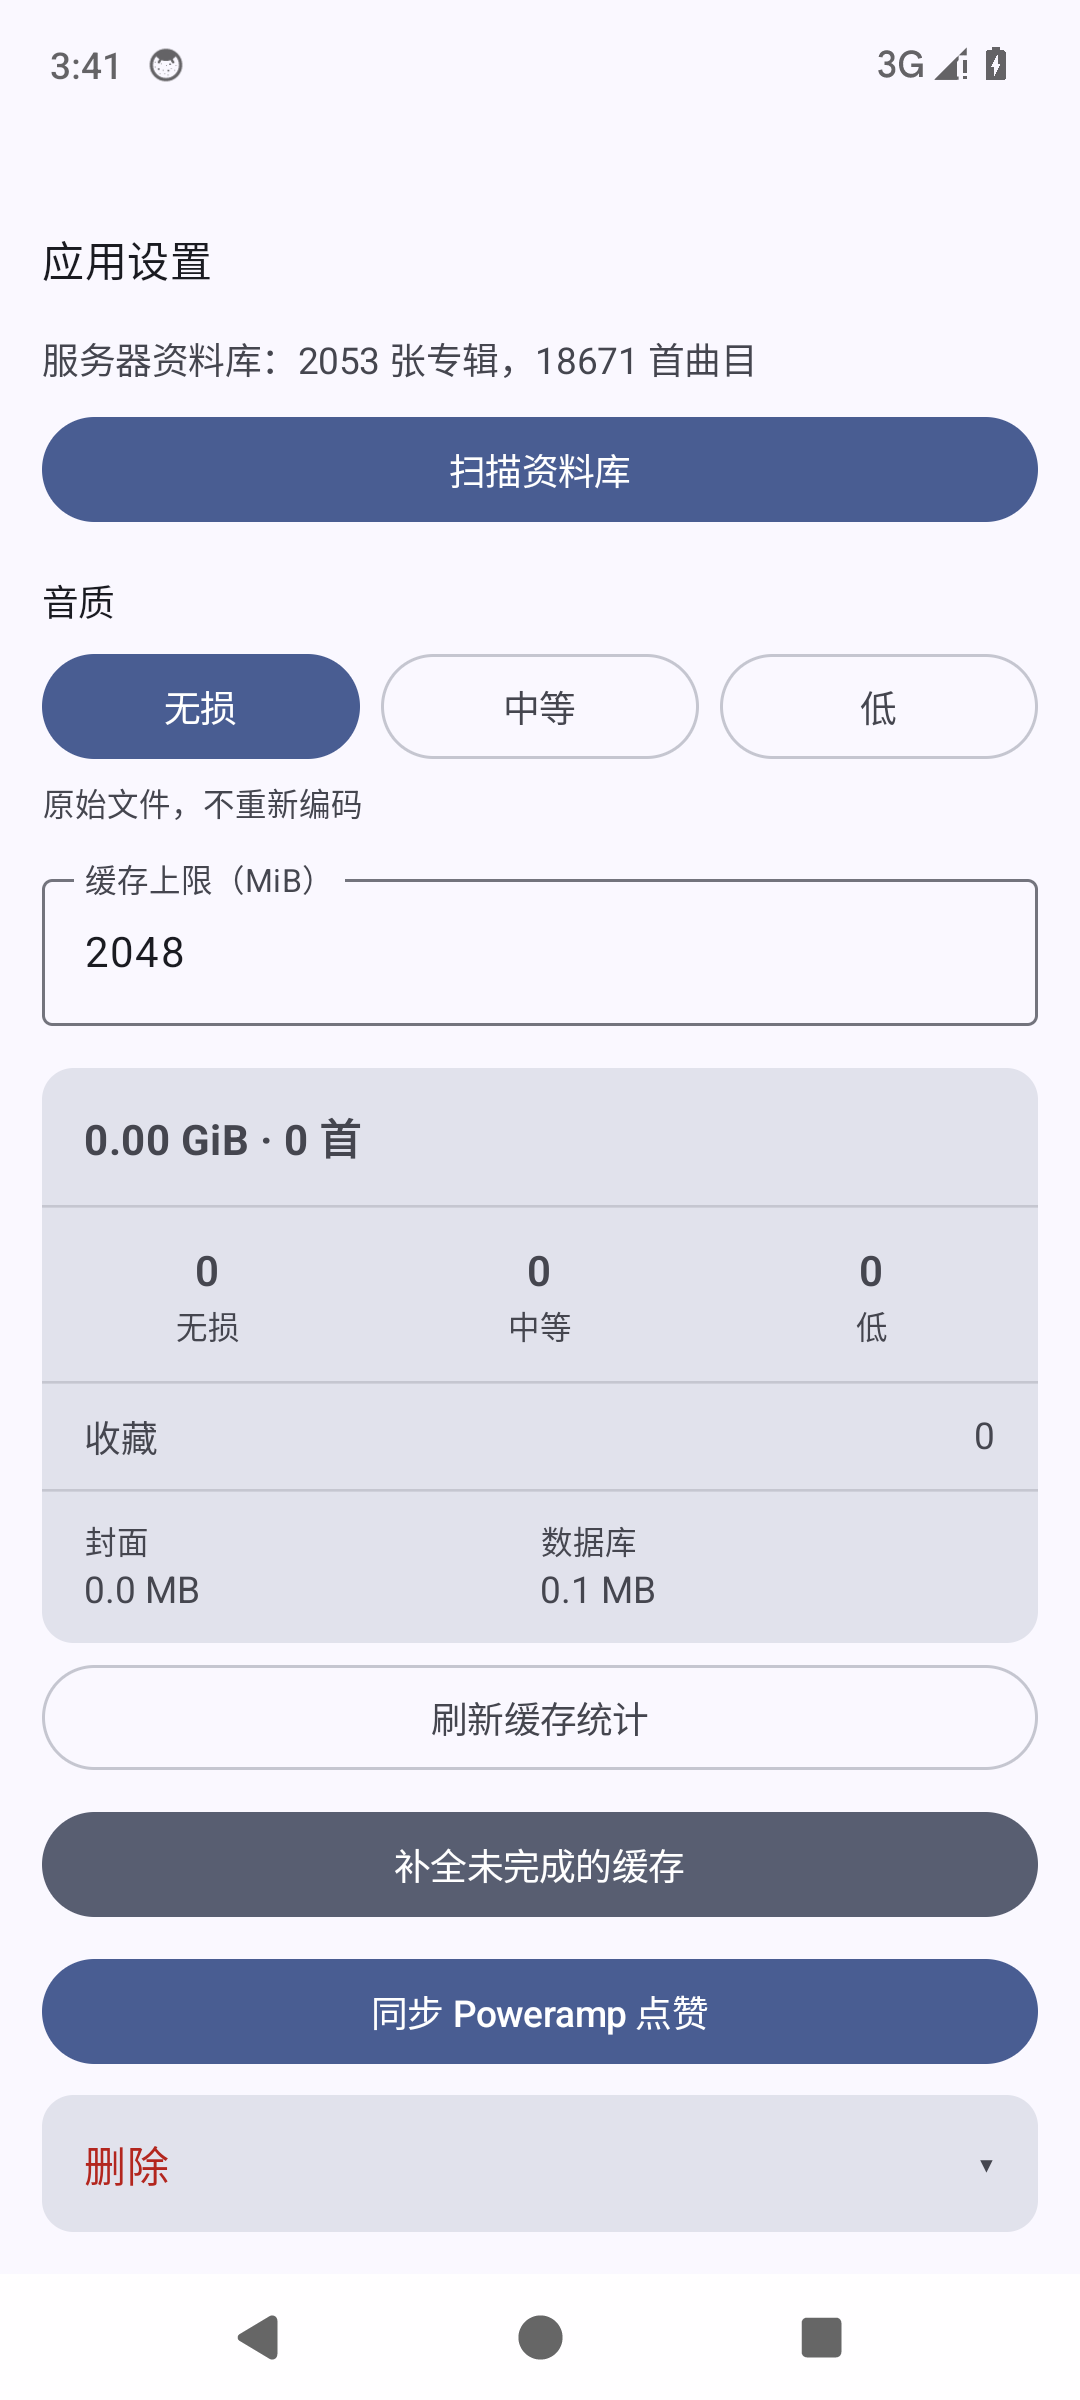 3:41
3G
应用设置
服务器资料库：2053 张专辑，18671 首曲目
扫描资料库
音质
无损 中等 低
原始文件，不重新编码
缓存上限（MiB）
2048
0.00 GiB · 0 首
0 0 0
无损 中等 低
收藏 0
封面 数据库
0.0 MB 0.1 MB
刷新缓存统计
补全未完成的缓存
同步 Poweramp 点赞
删除